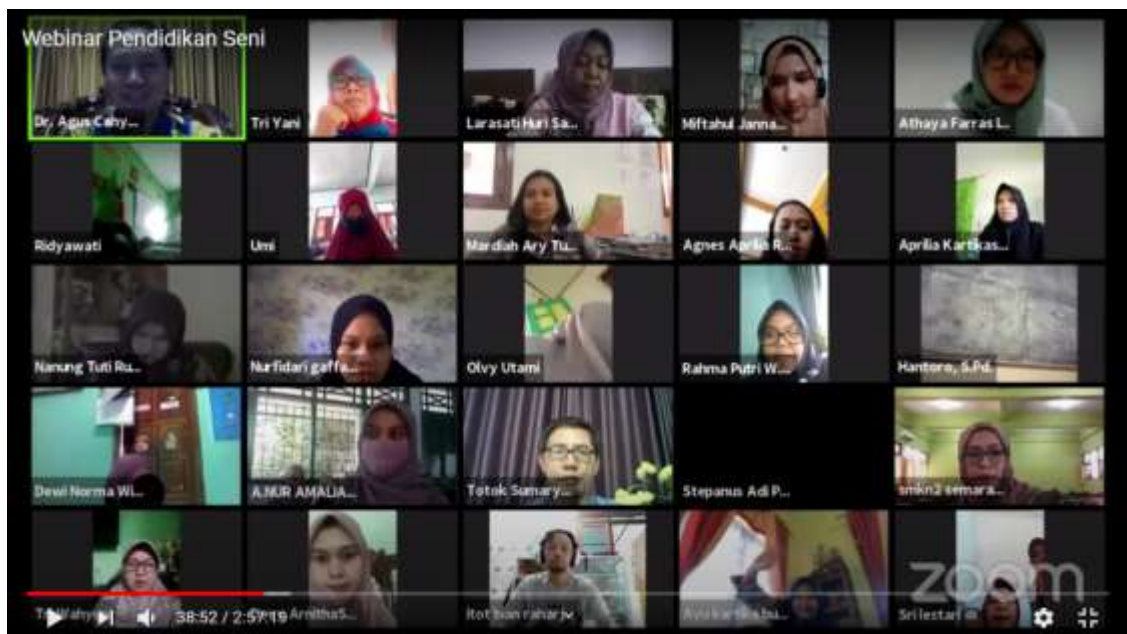 Webinar Pendidikan Seni
Dr. Agus Cahy...
Tri Yani
Larasati Huri Sa...
Miftahul Janna...
Athaya Farras L...
Ridyawati
Umi
Mardiah Ary Tu...
Agnes Aprilia R...
Aprilia Kartikas...
Nanung Tuti Ru...
Nurfidari gaffa...
Olvy Utami
Rahma Putri W...
Hantoro, S.Pd.
Dewi Norma Wi...
A.NUR AMALIA...
Totok Sumary...
Stepanus Adi P...
smkn2 semara...
ArnithaS...
Sri lestari
zoom
38:52 / 2:57:19